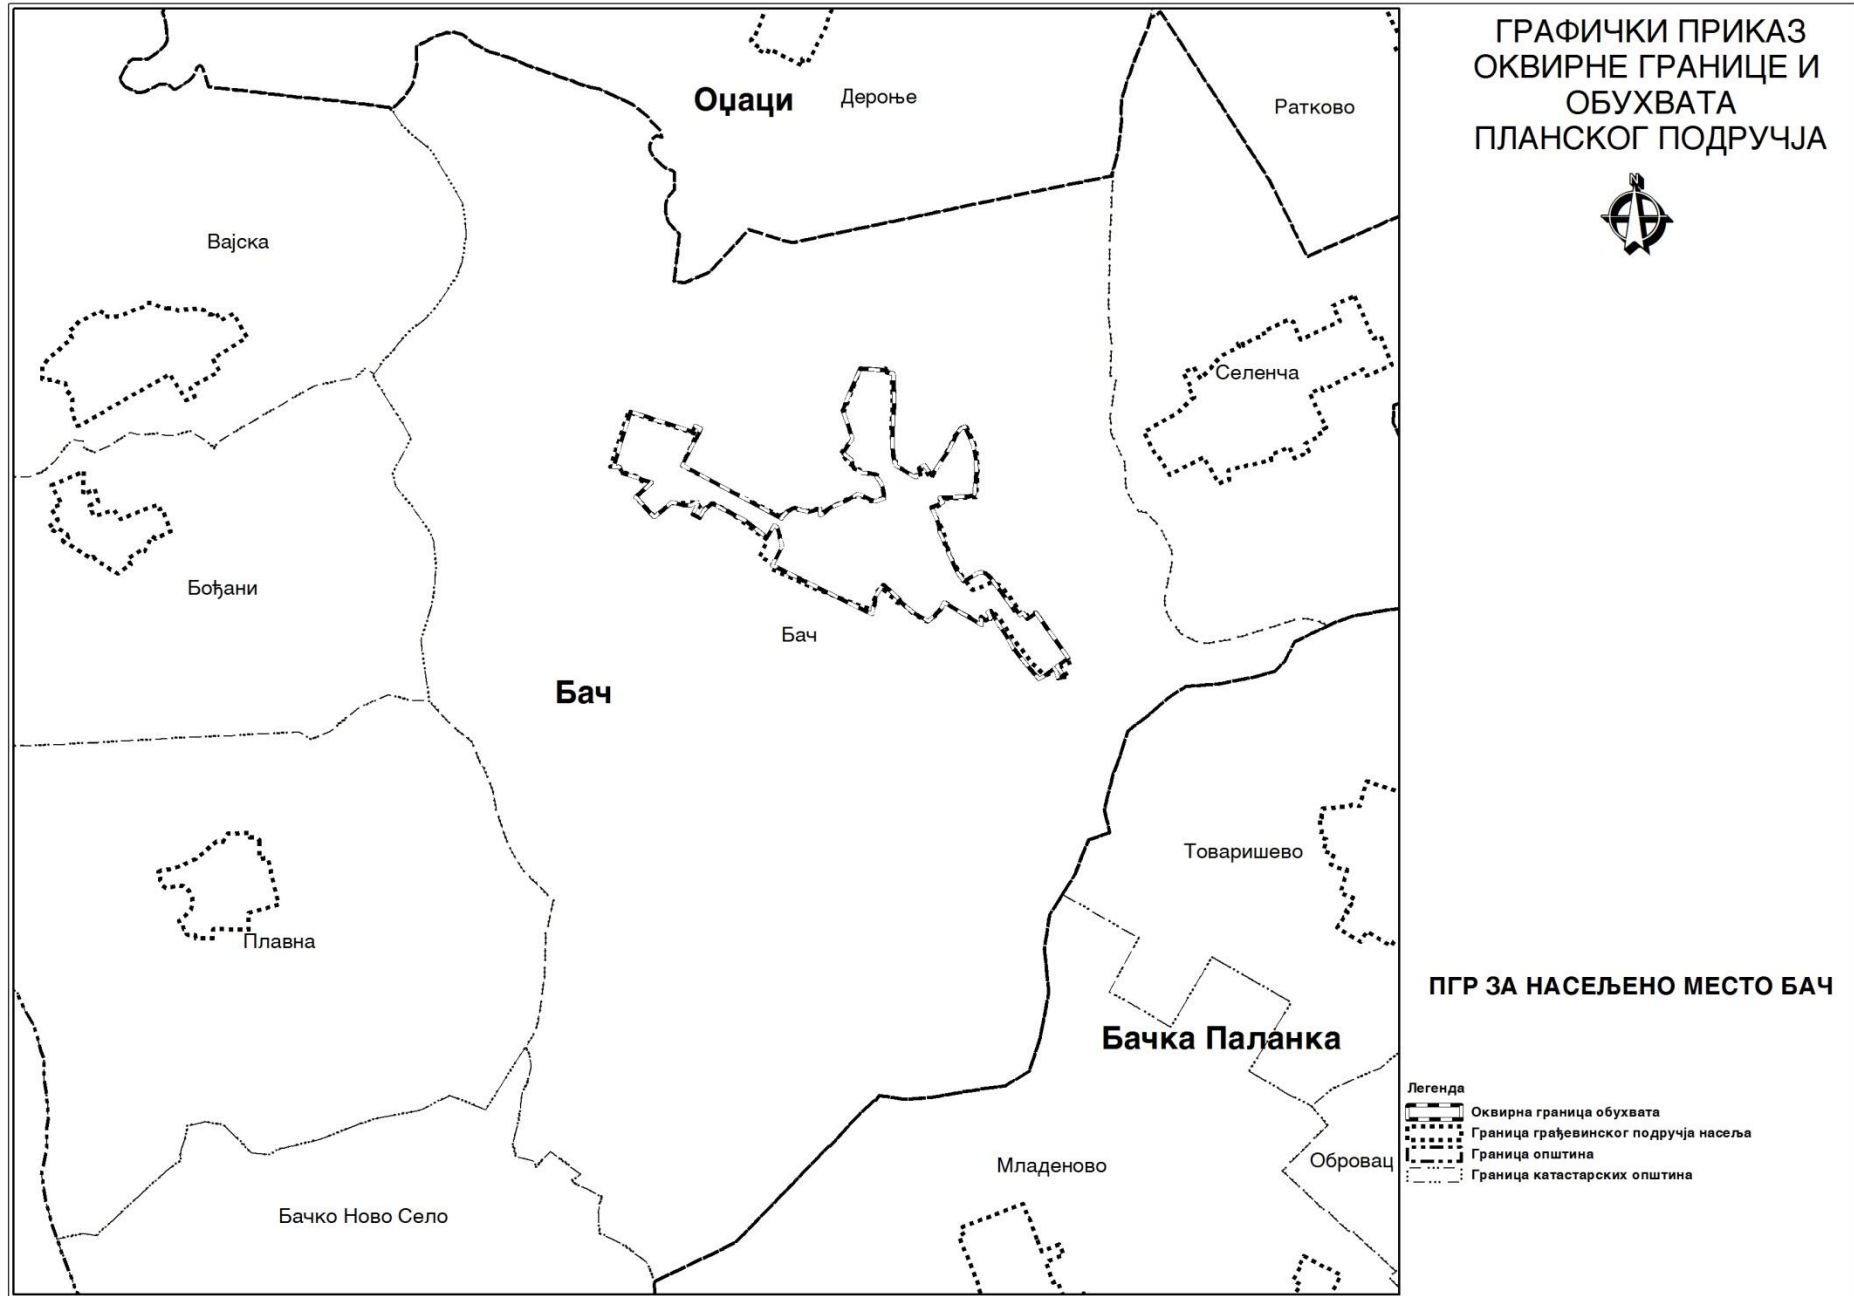 ГРАФИЧКИ ПРИКАЗ
ОКВИРНЕ ГРАНИЦЕ И
ОБУХВАТА
ПЛАНСКОГ ПОДРУЧЈА
N
Оџаци
Дероње
Ратково
Вајска
Селенча
Бођани
Бач
Бач
Товаришево
Плавна
Бачка Паланка
Младеново
Обровац
Бачко Ново Село
ПГР ЗА НАСЕЉЕНО МЕСТО БАЧ
Легенда
Оквирна граница обухвата
Граница грађевинског подручја насеља
Граница општина
Граница катастарских општина